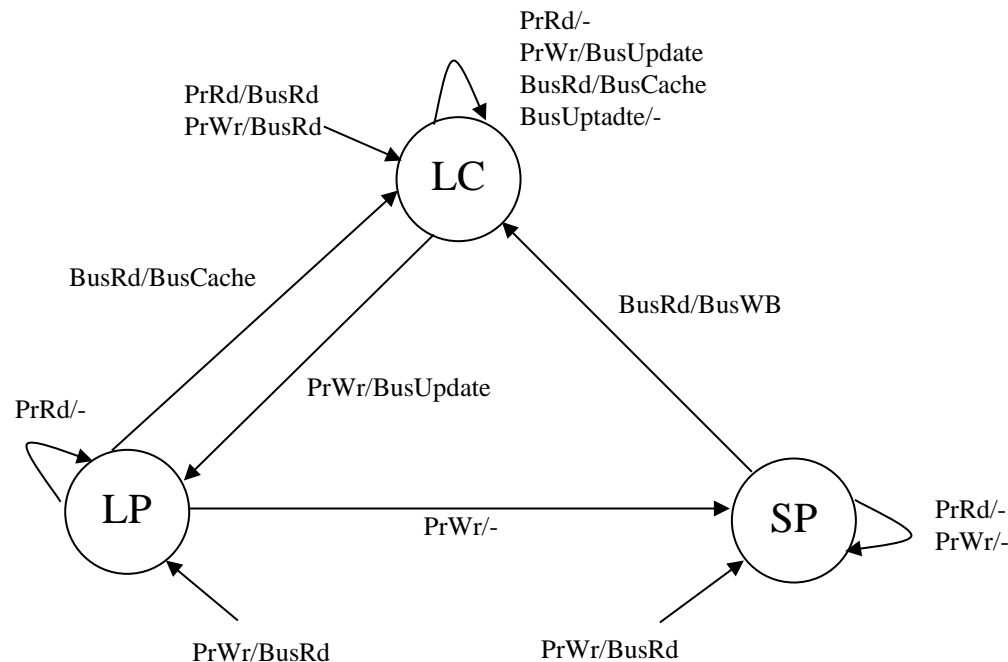 PrRd/-
PrWr/BusUpdate
BusRd/BusCache
BusUptadte/-
PrRd/BusRd
PrWr/BusRd
LC
BusRd/BusCache
BusRd/BusWB
PrWr/BusUpdate
PrRd/-
LP
PrWr/-
SP
PrRd/-
PrWr/-
PrWr/BusRd
PrWr/BusRd